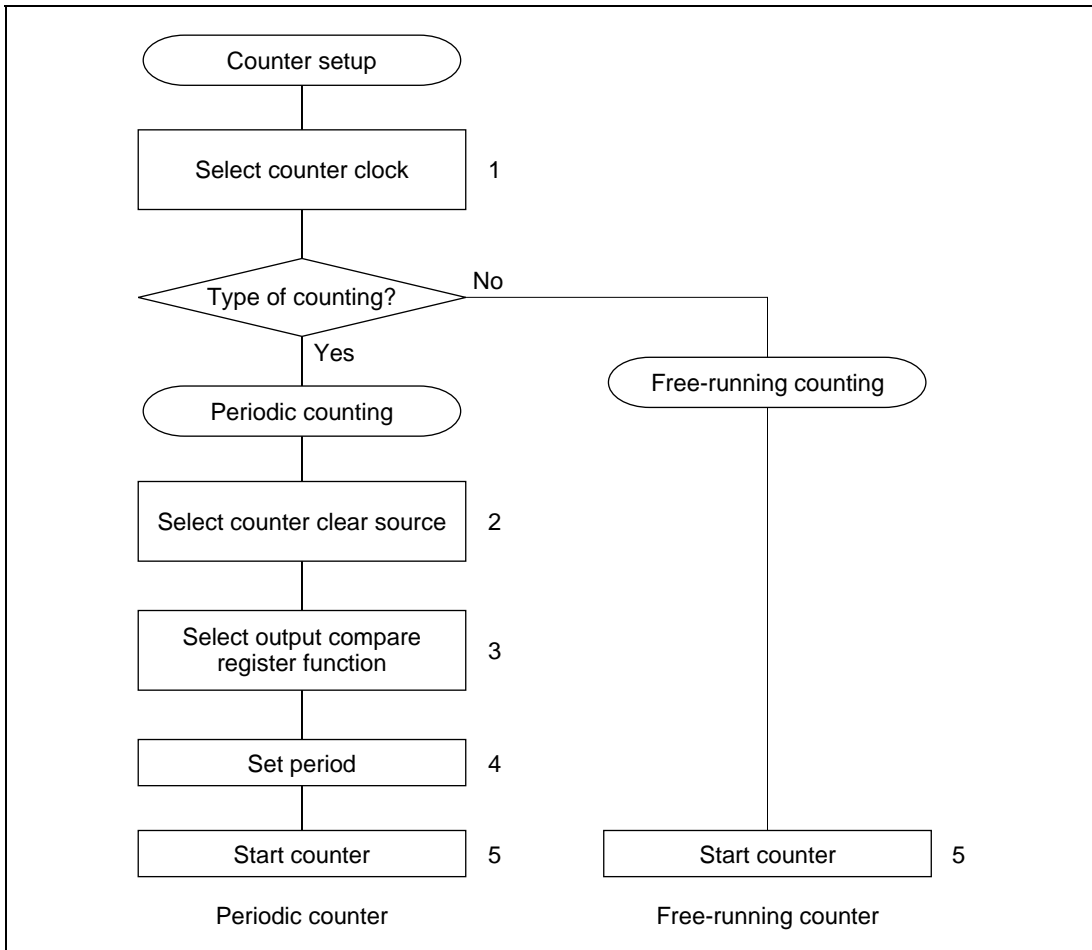 Counter setup
Select counter clock
1
Type of counting?
No
Yes
Periodic counting
Free-running counting
Select counter clear source
2
Select output compare
register function
3
Set period
4
Start counter
5
Start counter
5
Periodic counter
Free-running counter